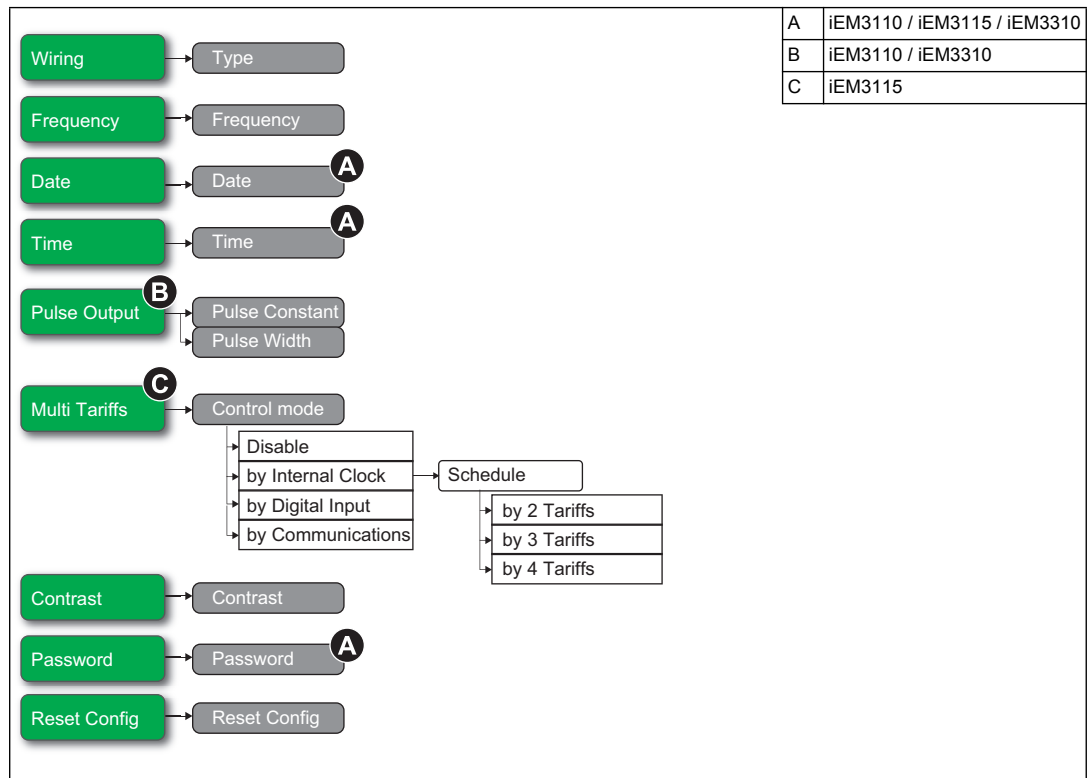 A iEM3110 / iEM3115 / iEM3310
B iEM3110 / iEM3310
C iEM3115
Wiring Type
Frequency Frequency
Date Date A
Time Time A
Pulse Output B Pulse Constant
Pulse Width
Multi Tariffs C Control mode
Disable
by Internal Clock Schedule
by Digital Input by 2 Tariffs
by Communications by 3 Tariffs
by 4 Tariffs
Contrast Contrast
Password Password A
Reset Config Reset Config